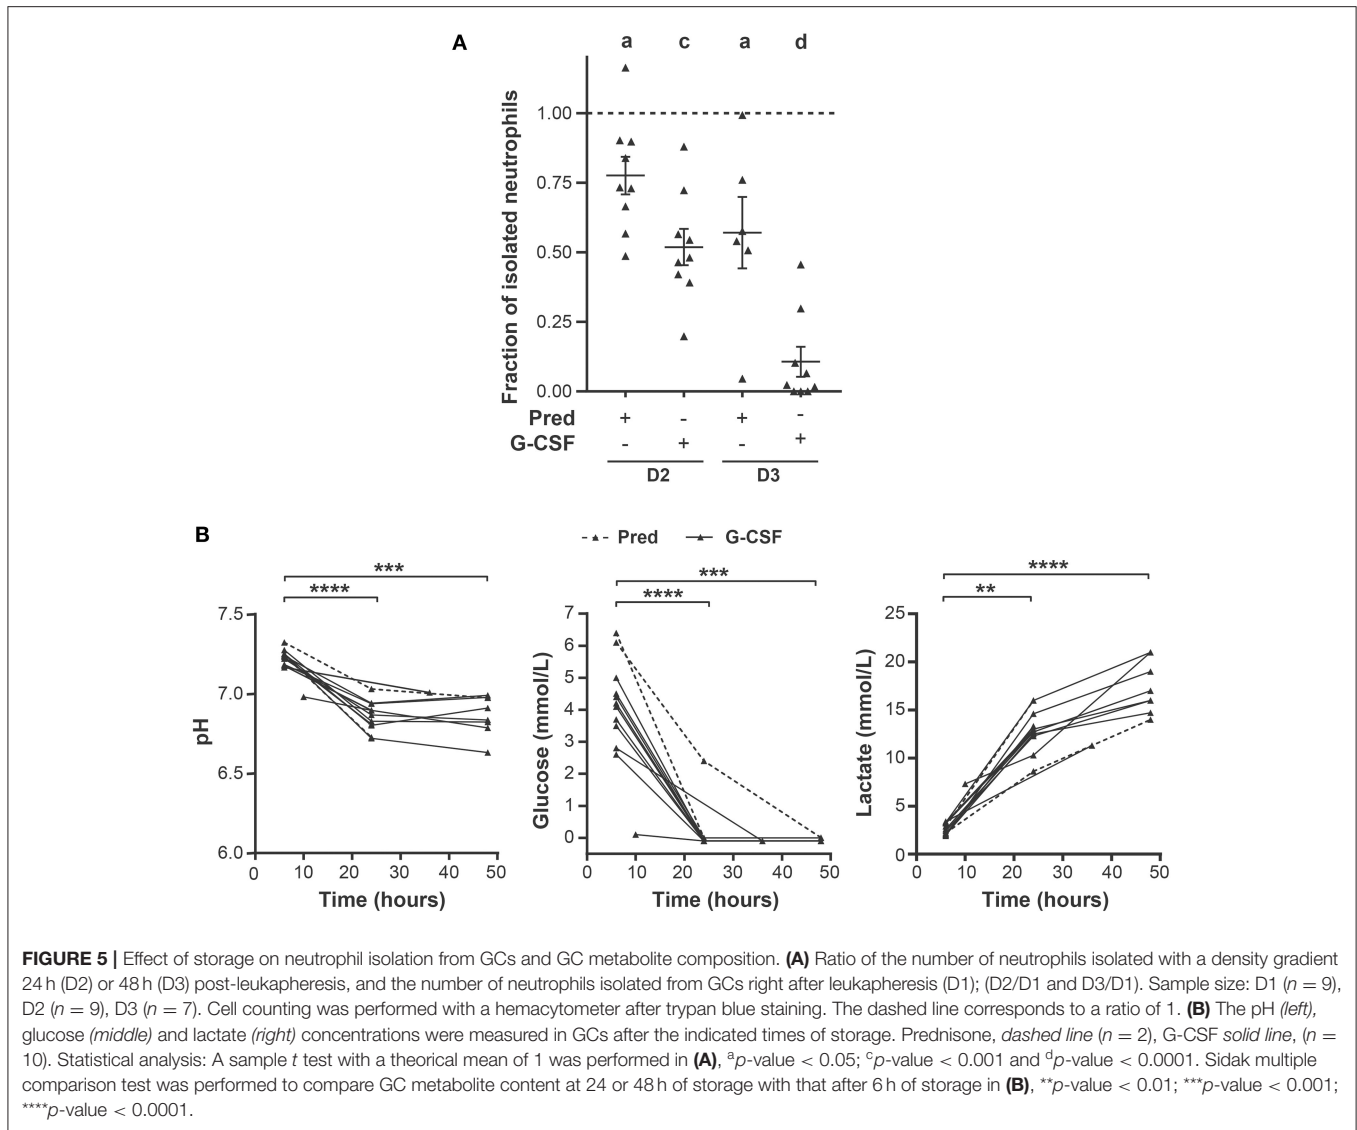 A
a c a d
Fraction of isolated neutrophils
1.00
0.75
0.50
0.25
0.00
Pred + - + -
G-CSF - + - +
D2 D3
B
Pred G-CSF
*** 
****
pH
7.5
7.0
6.5
6.0
0 10 20 30 40 50
Time (hours)
***
****
Glucose (mmol/L)
7
6
5
4
3
2
1
0
0 10 20 30 40 50
Time (hours)
****
**
Lactate (mmol/L)
25
20
15
10
5
0
0 10 20 30 40 50
Time (hours)
FIGURE 5 | Effect of storage on neutrophil isolation from GCs and GC metabolite composition. (A) Ratio of the number of neutrophils isolated with a density gradient
24 h (D2) or 48 h (D3) post-leukapheresis, and the number of neutrophils isolated from GCs right after leukapheresis (D1); (D2/D1 and D3/D1). Sample size: D1 (n = 9),
D2 (n = 9), D3 (n = 7). Cell counting was performed with a hemacytometer after trypan blue staining. The dashed line corresponds to a ratio of 1. (B) The pH (left),
glucose (middle) and lactate (right) concentrations were measured in GCs after the indicated times of storage. Prednisone, dashed line (n = 2), G-CSF solid line, (n =
10). Statistical analysis: A sample t test with a theorical mean of 1 was performed in (A), ap-value < 0.05; cp-value < 0.001 and dp-value < 0.0001. Sidak multiple
comparison test was performed to compare GC metabolite content at 24 or 48 h of storage with that after 6 h of storage in (B), **p-value < 0.01; ***p-value < 0.001;
****p-value < 0.0001.